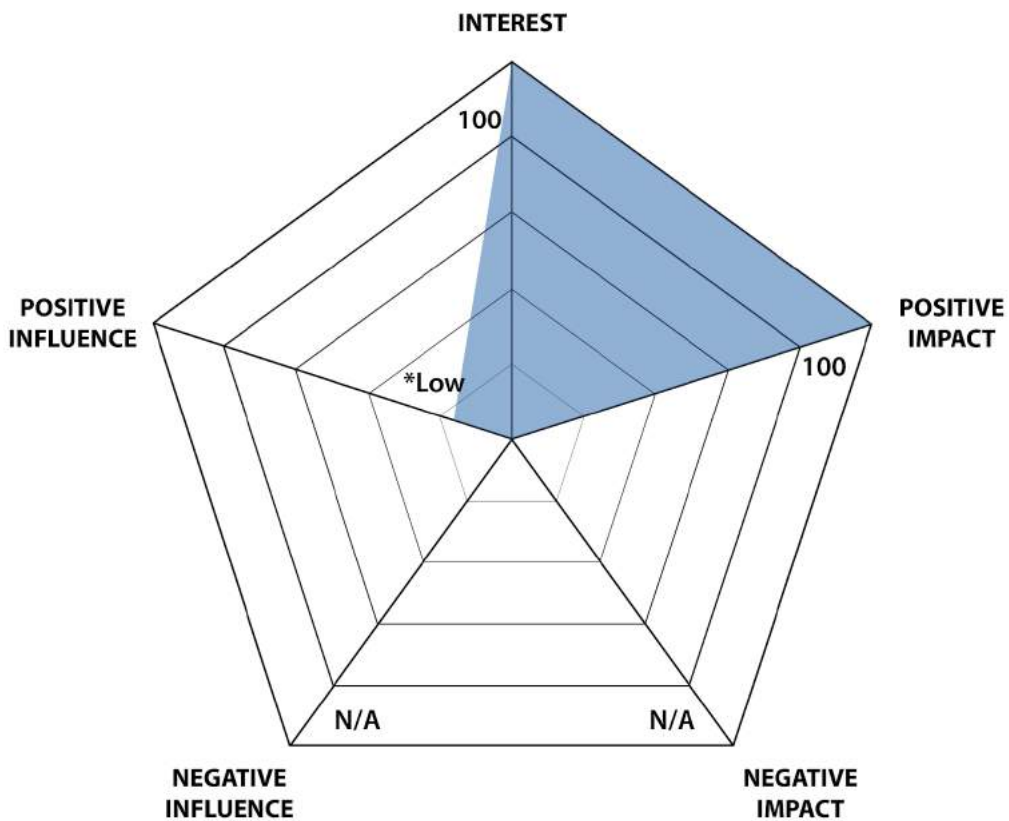 INTEREST
100
POSITIVE
INFLUENCE
POSITIVE
IMPACT
100
*Low
N/A
N/A
NEGATIVE
INFLUENCE
NEGATIVE
IMPACT